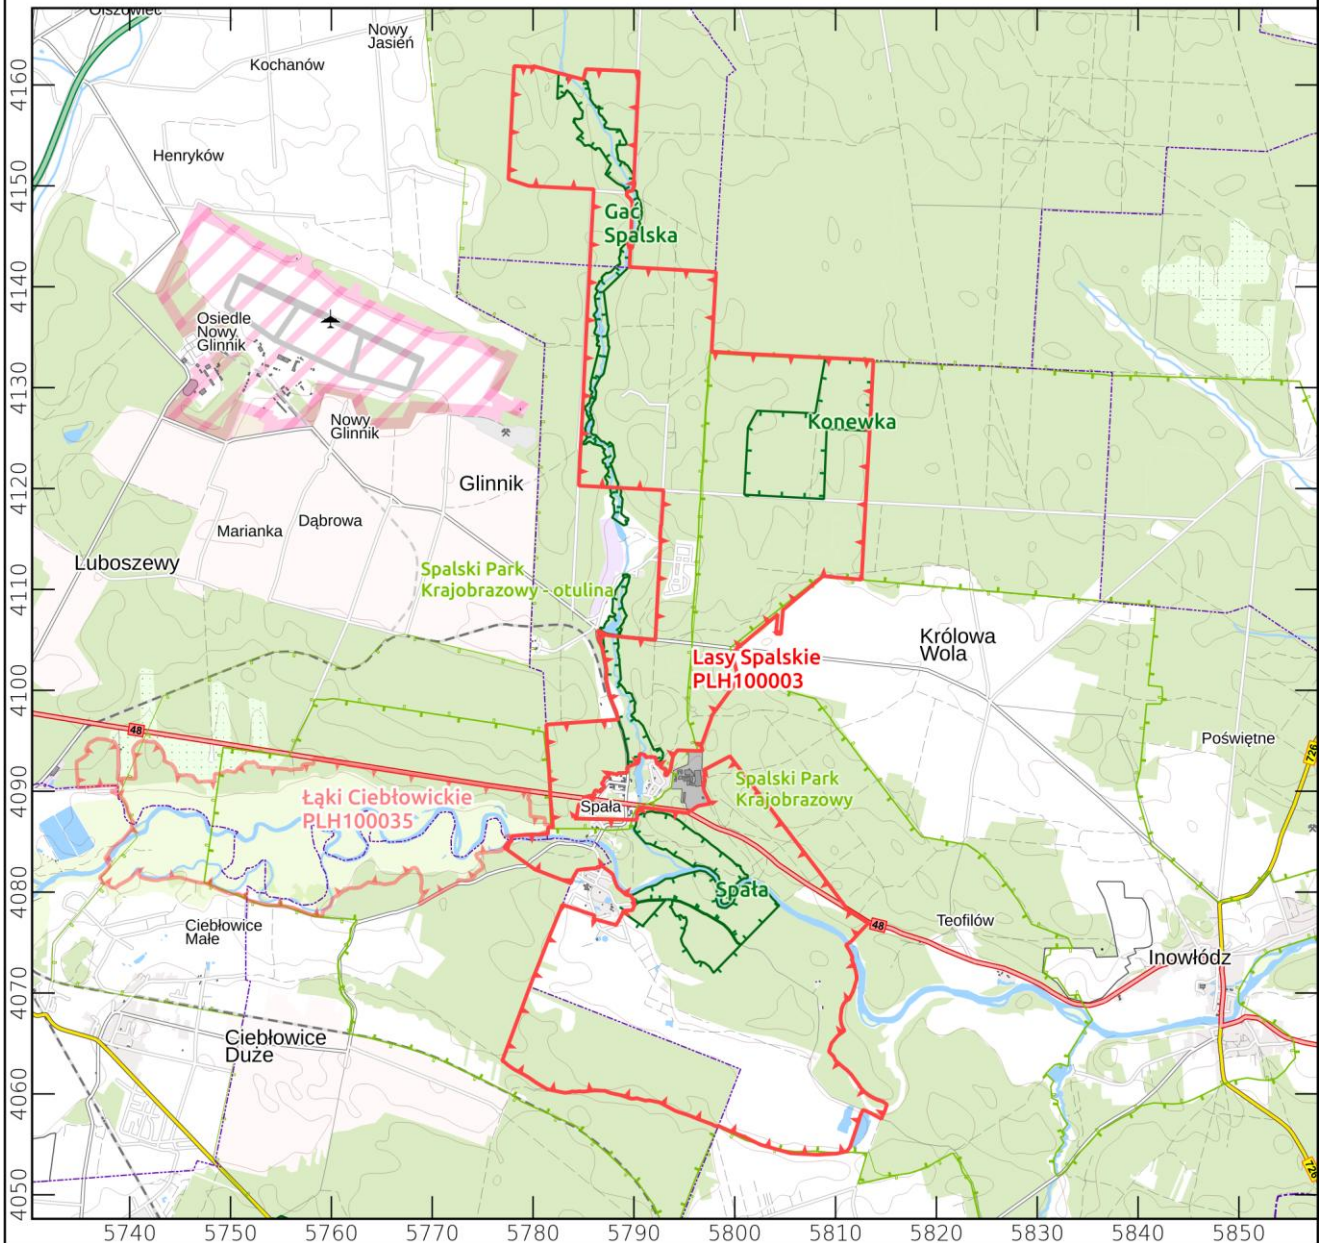 Olszowiec
Nowy
Jasień
Kochanów
4160
Henryków
4150
Gać
Spalska
4140
Osiedle
Nowy
Glinnik
4130
Nowy
Glinnik
Konewka
4120
Glinnik
Marianka
Dąbrowa
Luboszewy
4110
Spalski Park
Krajobrazowy - otulina
Królowa
Wola
Lasy Spalskie
PLH100003
4100
48
Poświętne
726
4090
Łąki Ciebłowickie
PLH100035
Spała
Spalski Park
Krajobrazowy
4080
Spała
Ciebłowice
Małe
48
Teofilów
Inowłódz
4070
Ciebłowice
Duże
4060
726
4050
5740
5750
5760
5770
5780
5790
5800
5810
5820
5830
5840
5850